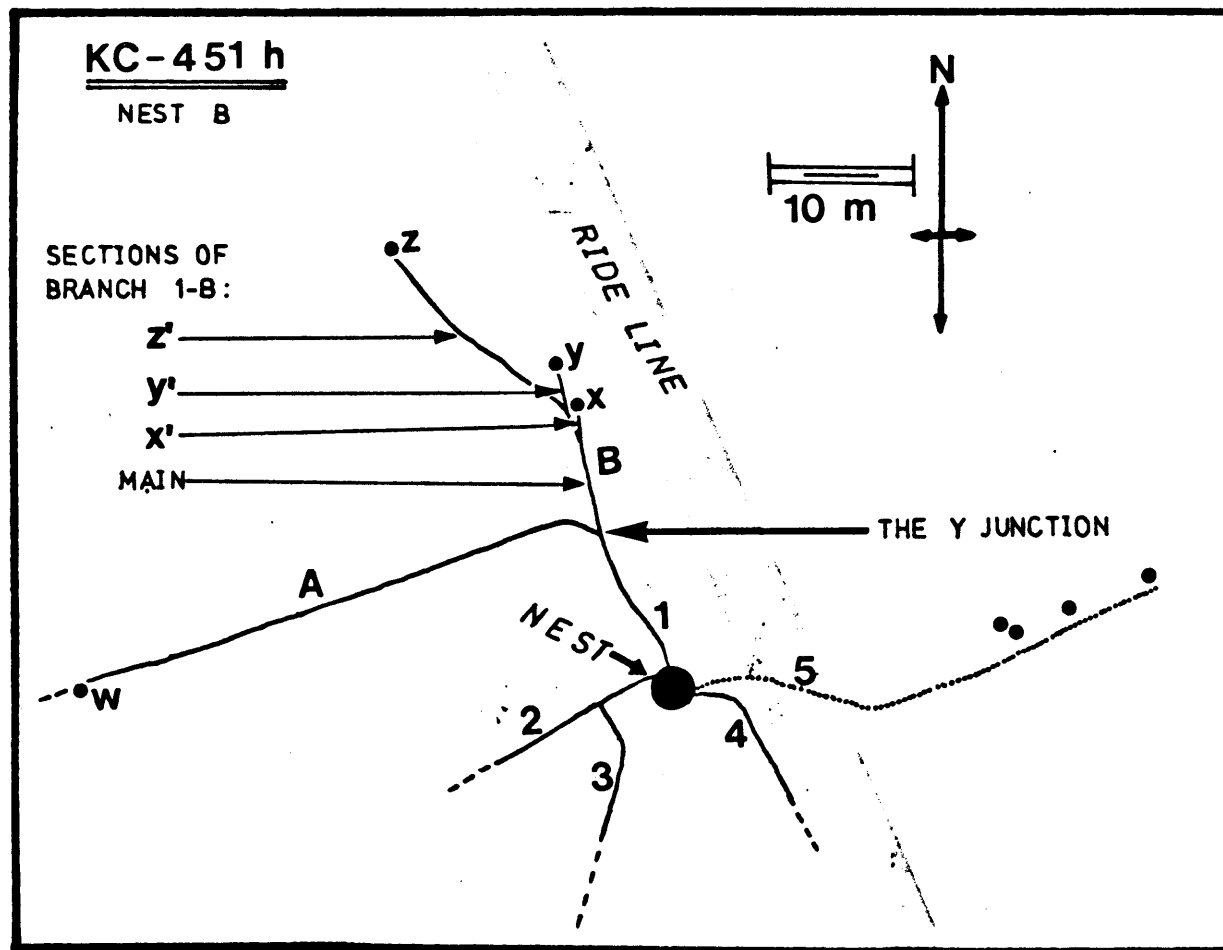 KC-451 h
NEST B
N
10 m
RIDE LINE
SECTIONS OF
BRANCH 1-B:
z
z'
y
y'
x
x'
B
MAIN
THE Y JUNCTION
A
1
NEST
w
5
2
4
3